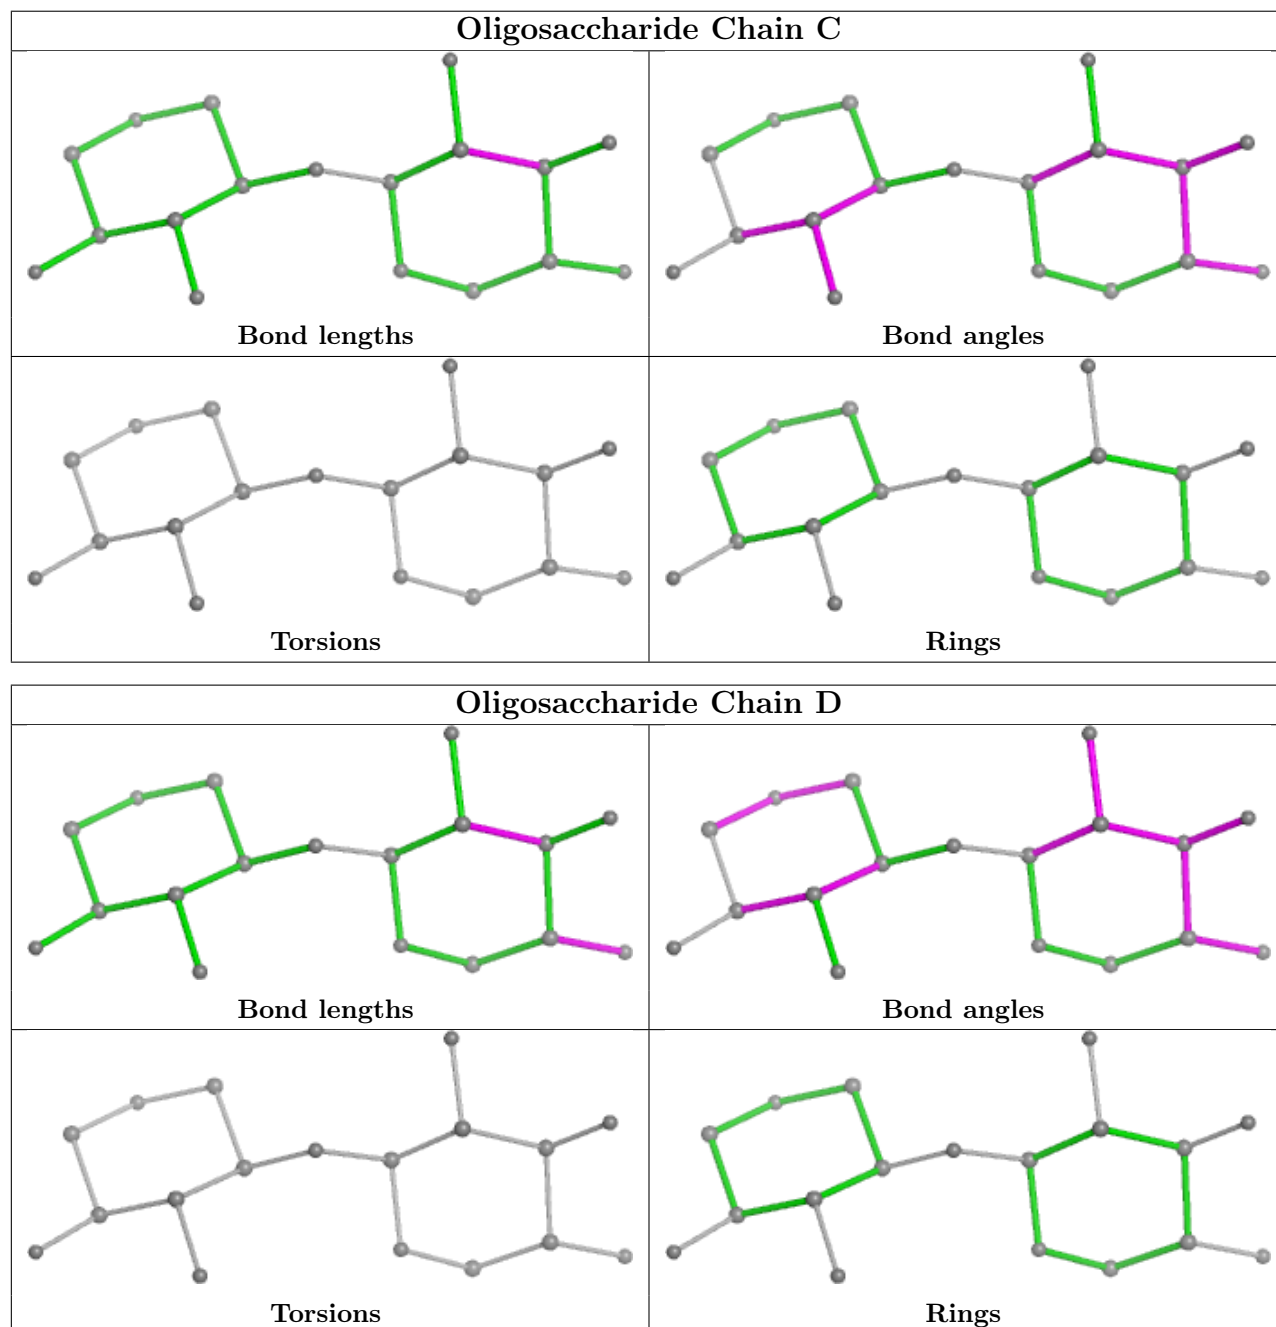 Oligosaccharide Chain C
Bond lengths
Bond angles
Torsions
Rings
Oligosaccharide Chain D
Bond lengths
Bond angles
Torsions
Rings